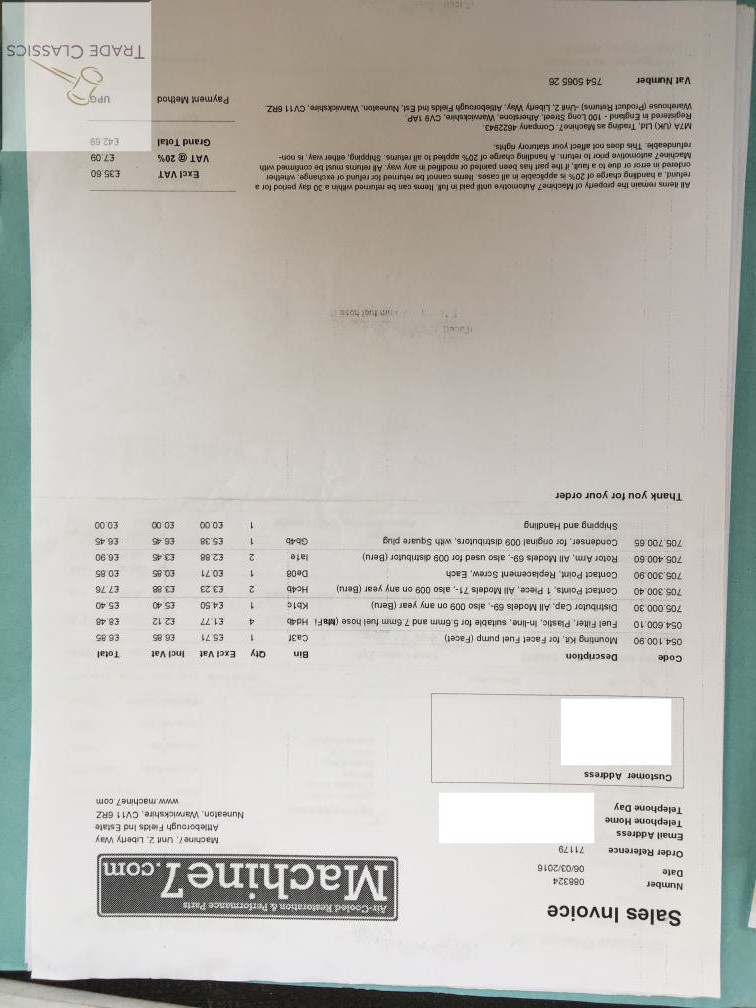 Sales Invoice
Air-Cooled Restoration & Performance Parts
Machine7.com
Number 088324
Date 06/03/2016
Order Reference 71179
Email Address
Telephone Home
Telephone Day
Machine7, Unit 2, Liberty Way
Attleborough Fields Ind Estate
Nuneaton, Warwickshire, CV11 6RZ
www.machine7.com
Customer Address
Code Description Bin Qty Excl Vat Incl Vat Total
054.100.90 Mounting Kit, for Facet Fuel pump (Facet) Ca3f 1 £5.71 £6.85 £6.85
054.600.10 Fuel Filter, Plastic, In-line, suitable for 5.6mm and 7.6mm fuel hose Hd4b 4 £1.77 £2.12 £8.48
705.000.30 Distributor Cap, All Models 69-, also 009 on any year (Beru) Kb1c 1 £4.50 £5.40 £5.40
705.300.40 Contact Points, 1 Piece, All Models 71-, also 009 on any year (Beru) Hc4b 2 £3.23 £3.88 £7.76
705.300.90 Contact Point, Replacement Screw, Each De08 1 £0.71 £0.85 £0.85
705.400.60 Rotor Arm, All Models 69-, also used for 009 distributor (Beru) 2 £2.88 £3.45 £6.90
705.700.65 Condenser, for original 009 distributors, with Square plug Gb4b 1 £5.38 £6.45 £6.45
Shipping and Handling 1 £0.00 £0.00 £0.00
Thank you for your order
fuel hose
All items remain the property of Machine7 Automotive until paid in full. Items can be returned within a 30 day period for a
refund, a handling charge of 20% is applicable in all cases. Items cannot be returned for refund or exchange, whether
ordered in error or due to a fault, if the part has been painted or modified in any way. All returns must be confirmed with
Machine7 automotive prior to return. A handling charge of 20% applied to all returns. Shipping, either way, is non-
refundeable. This does not affect your statutory rights.
Excl VAT £35.60
VAT @ 20% £7.09
Grand Total £42.69
M7A (UK) Ltd, Trading as Machine7. Company 4622943.
Registered in England - 100 Long Street, Atherstone, Warwickshire, CV9 1AP
Warehouse (Product Returns) -Unit 2, Liberty Way, Attleborough Fields Ind Est, Nuneaton, Warwickshire, CV11 6RZ.
Payment Method UPG
Vat Number 754 5065 26
TRADE CLASSICS